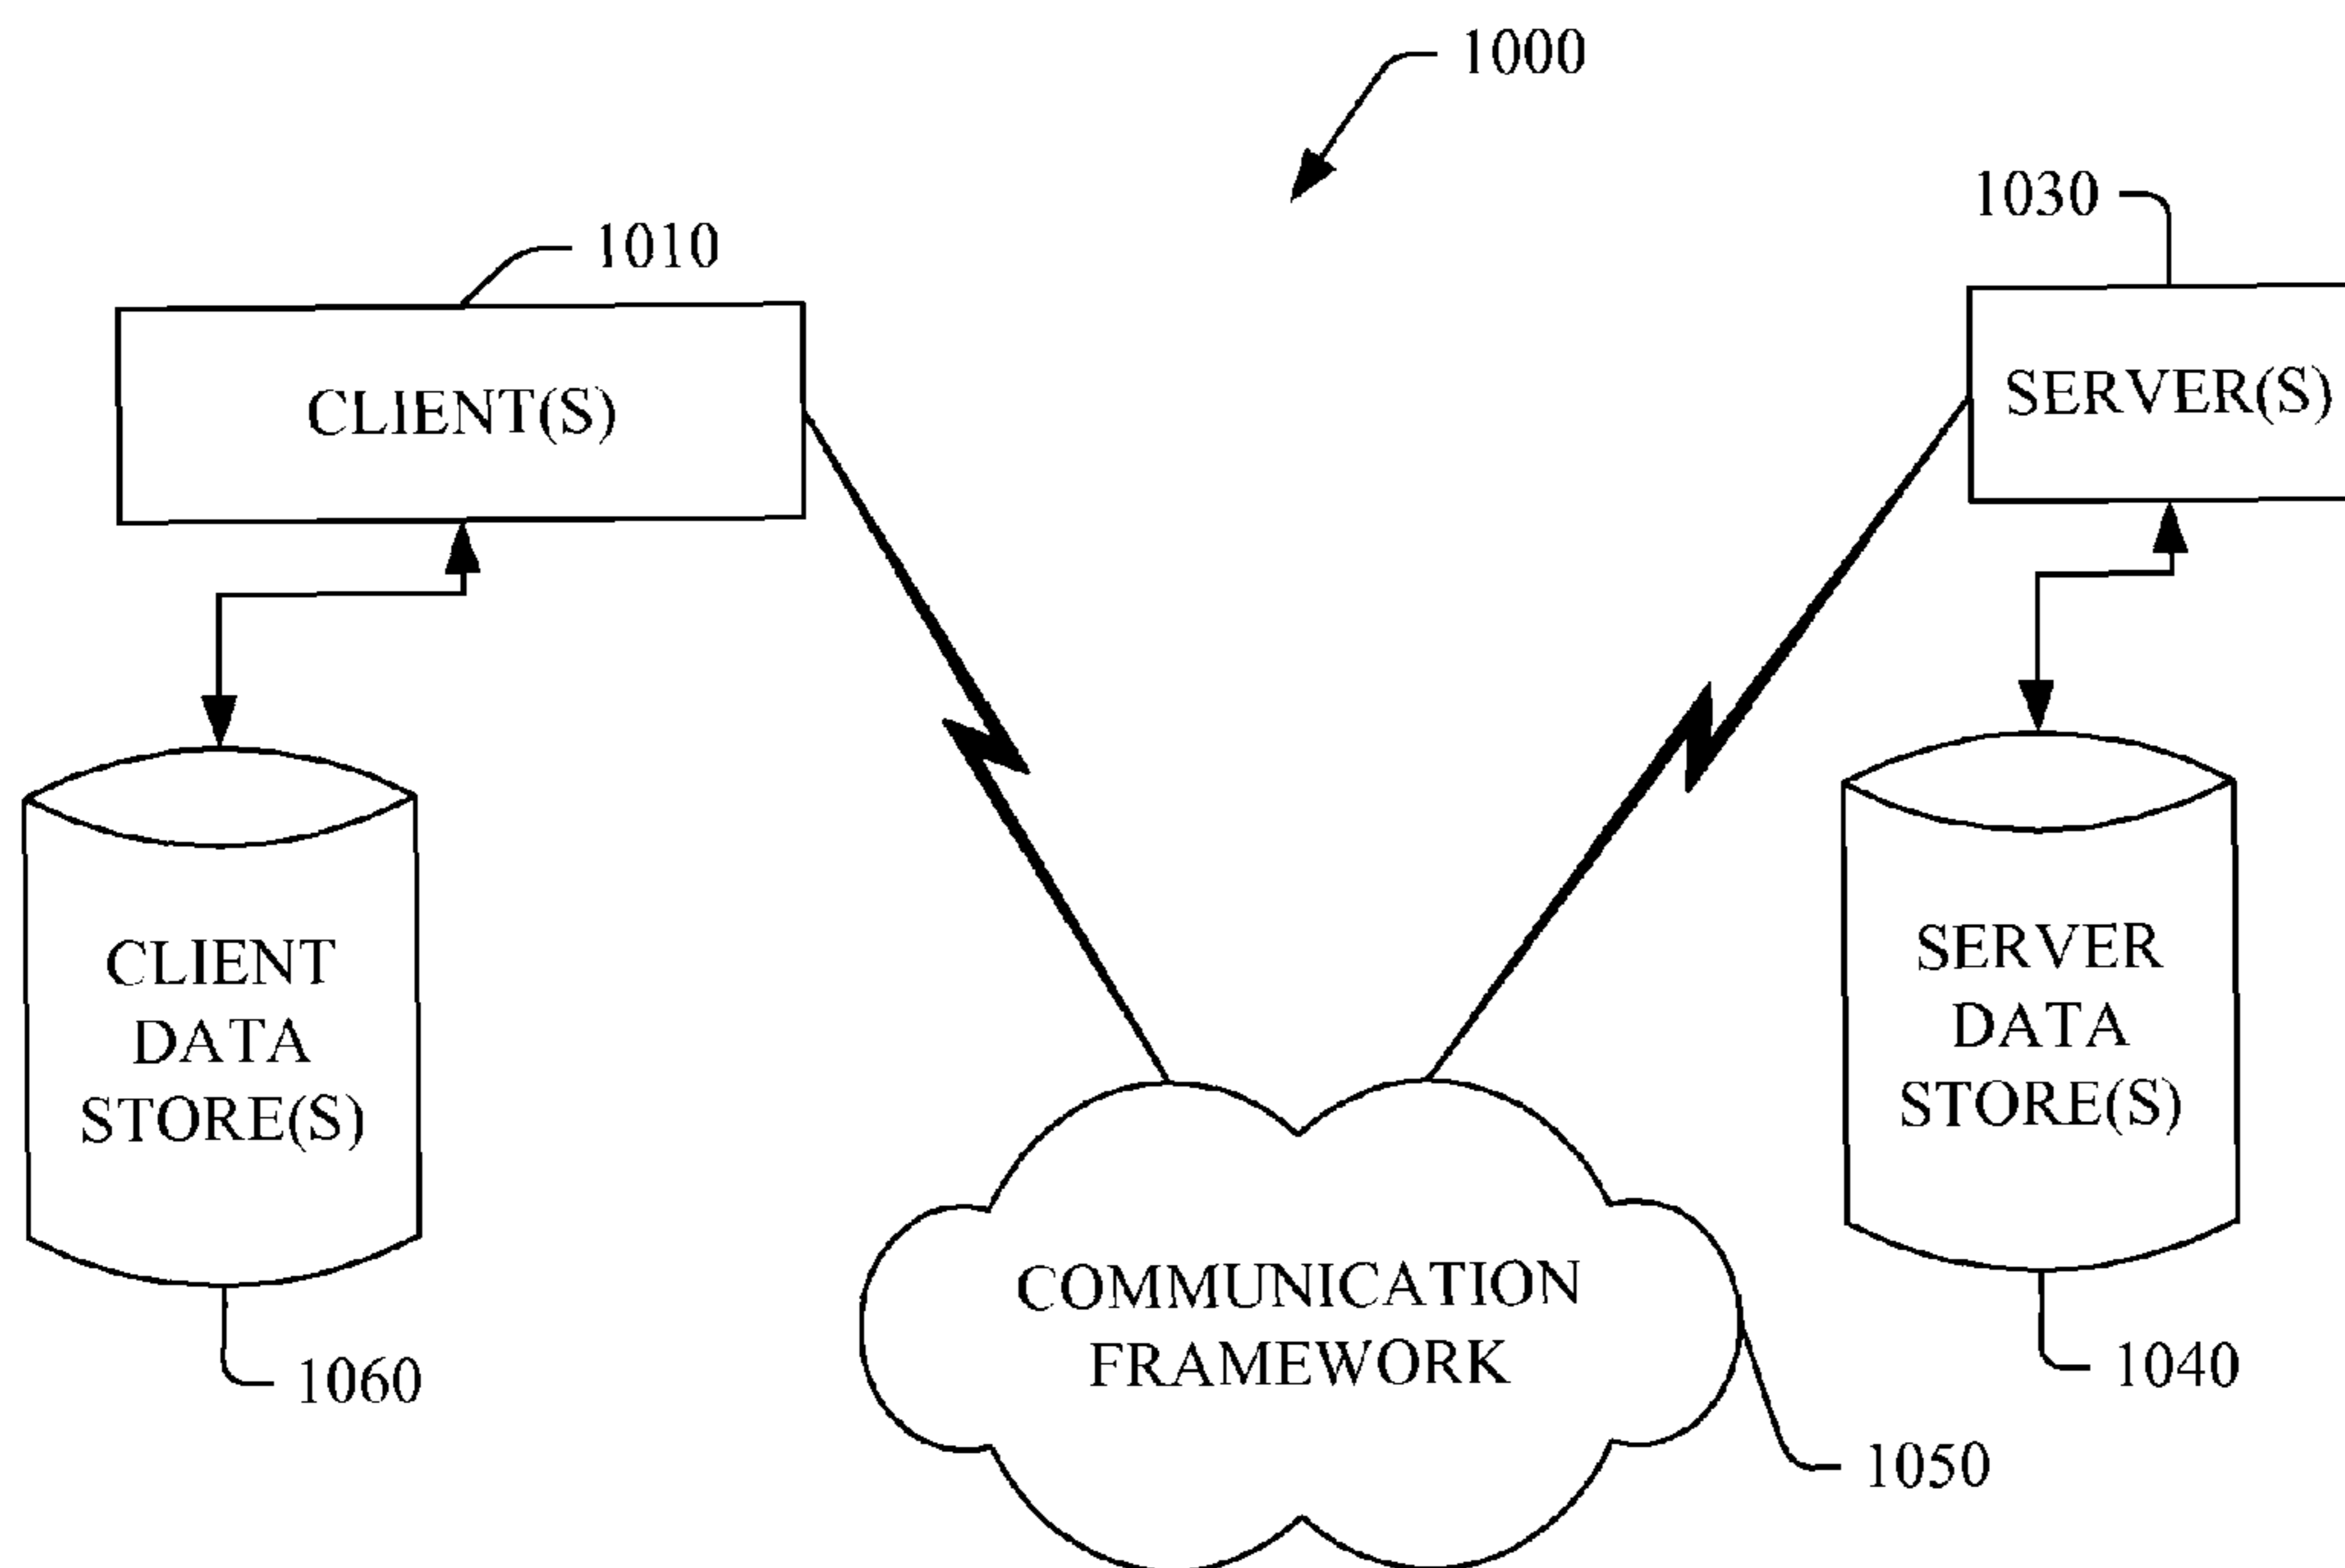 1000
1030
1010
CLIENT(S)
SERVER(S)
CLIENT
DATA
STORE(S)
SERVER
DATA
STORE(S)
COMMUNICATION
FRAMEWORK
1060
1040
1050